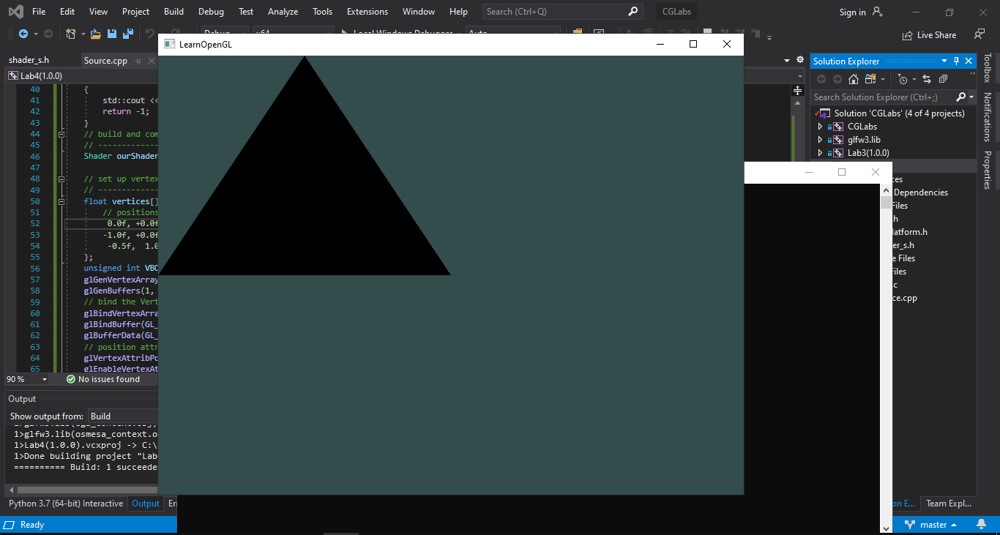 File Edit View Project Build Debug Test Analyze Tools Extensions Window Help Search (Ctrl+Q) CGLabs Sign in
Live Share
LearnOpenGL
shader_s.h Source.cpp
Lab4(1.0.0)
40 {
41 std::cout <<
42 return -1;
43 }
44 // build and com
45 // -------------
46 Shader ourShader
47
48 // set up vertex
49 // -------------
50 float vertices[]
51 // positions
52 0.0f, +0.0f
53 -1.0f, +0.0f
54 -0.5f, 1.0
55 };
56 unsigned int VBO
57 glGenVertexArray
58 glGenBuffers(1,
59 // bind the Vert
60 glBindVertexArra
61 glBindBuffer(GL_
62 glBufferData(GL_
63 // position attr
64 glVertexAttribPo
65 glEnableVertexAt
90 % No issues found
Output
Show output from: Build
1>glfw3.lib(osmesa_context.o
1>Lab4(1.0.0).vcxproj -> C:\
1>Done building project "Lab
========== Build: 1 succeede
Python 3.7 (64-bit) Interactive Output Er
Ready
Solution Explorer
Search Solution Explorer (Ctrl+;)
Solution 'CGLabs' (4 of 4 projects)
CGLabs
glfw3.lib
Lab3(1.0.0)
ces
Dependencies
Files
h
latform.h
er_s.h
e Files
Files
c
ce.cpp
on E... Team Expl...
master
Toolbox
Notifications
Properties